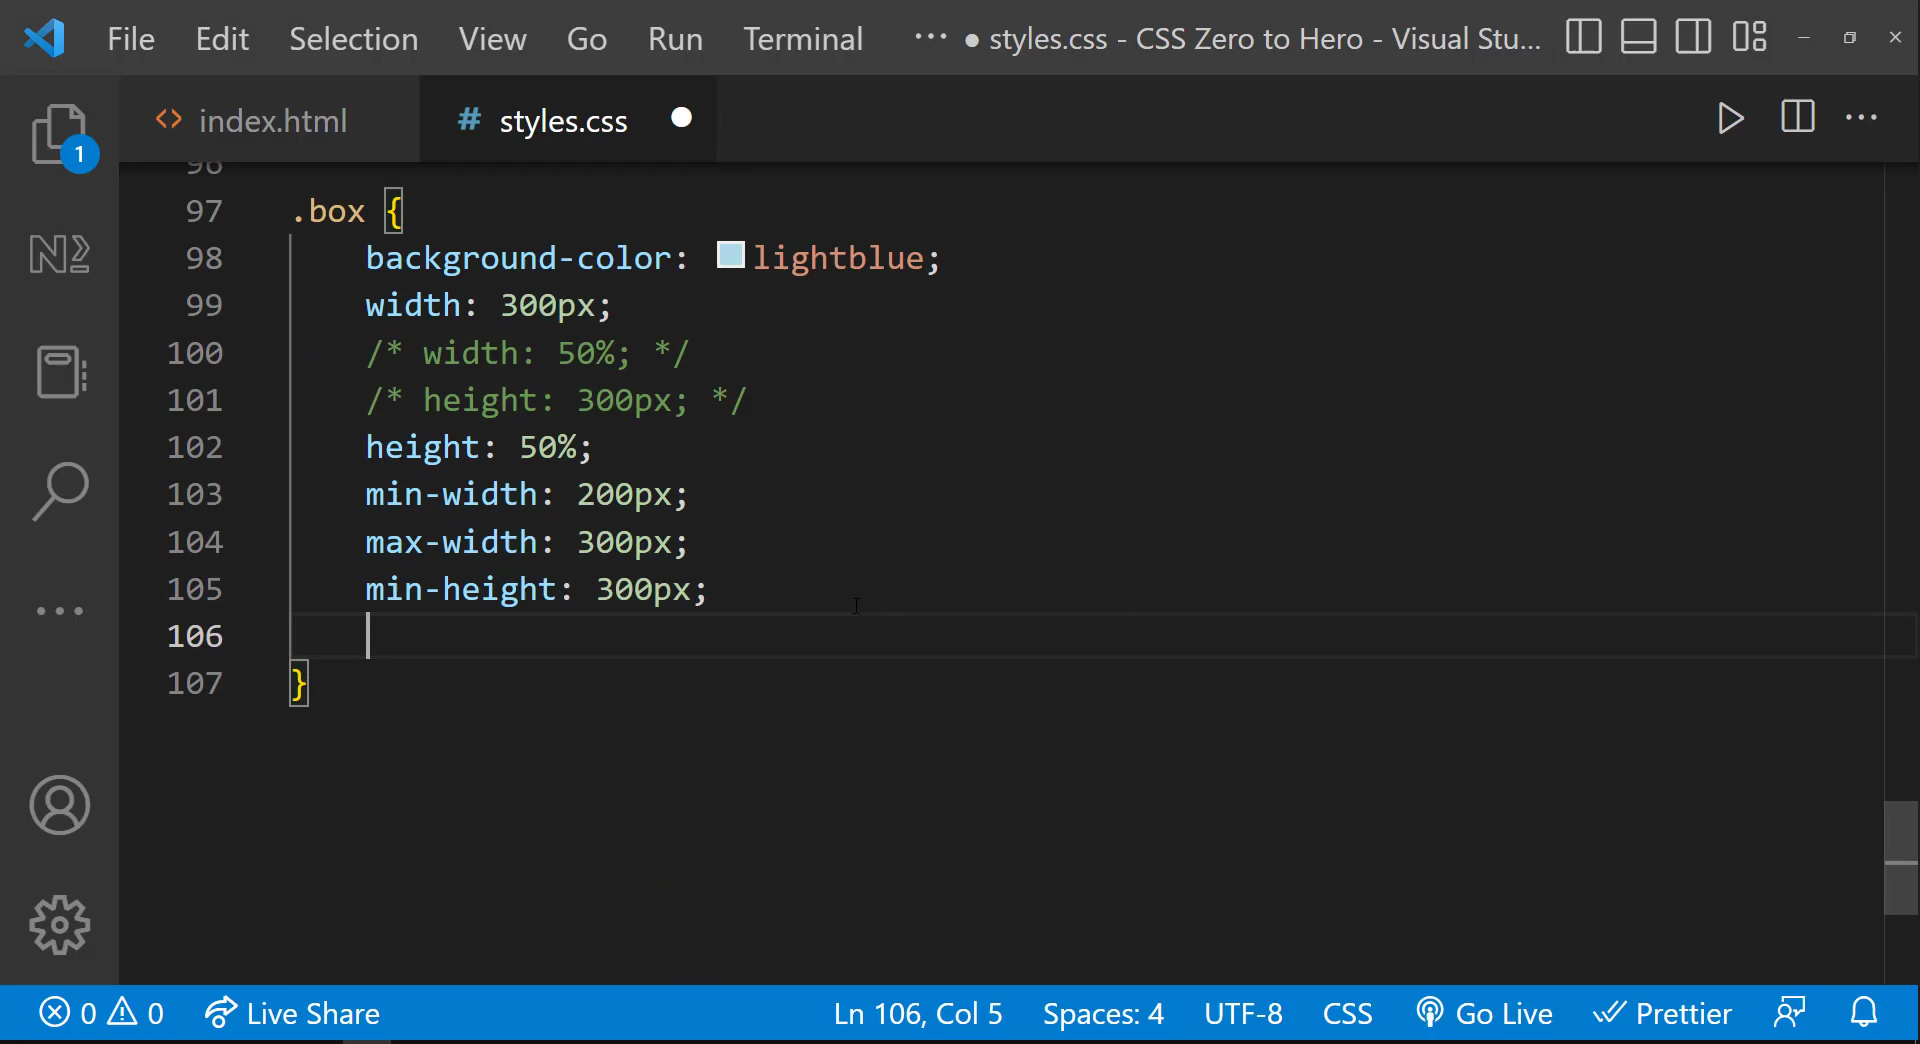 File Edit Selection View Go Run Terminal ··· ● styles.css - CSS Zero to Hero - Visual Stu...
1
<> index.html # styles.css
96
97 .box {
98 background-color: lightblue;
99 width: 300px;
100 /* width: 50%; */
101 /* height: 300px; */
102 height: 50%;
103 min-width: 200px;
104 max-width: 300px;
105 min-height: 300px;
106
107 }
0 0 Live Share Ln 106, Col 5 Spaces: 4 UTF-8 CSS Go Live Prettier